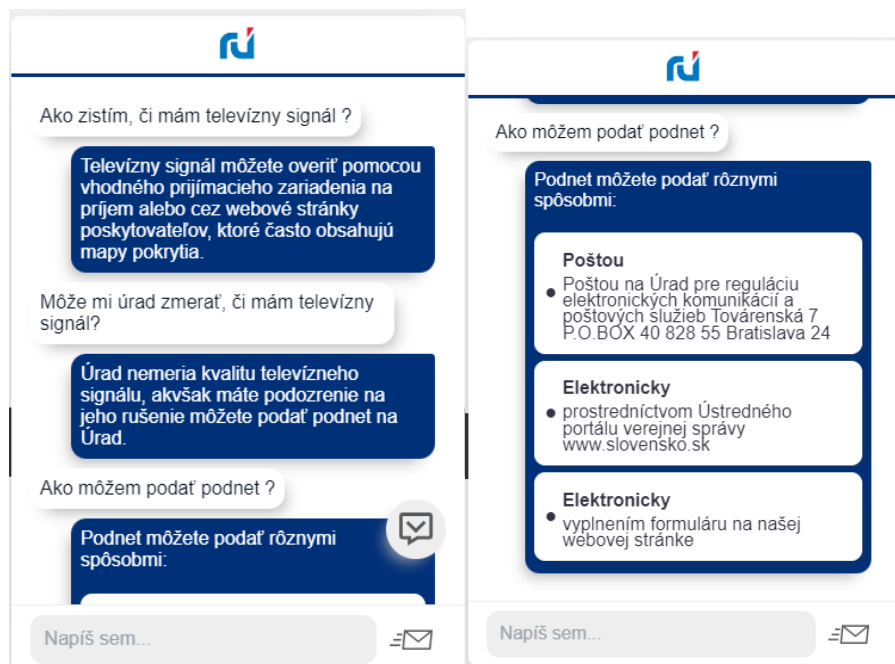 Ako zistím, či mám televízny signál ?
Televízny signál môžete overiť pomocou
vhodného prijímacieho zariadenia na
príjem alebo cez webové stránky
poskytovateľov, ktoré často obsahujú
mapy pokrytia.
Môže mi úrad zmerať, či mám televízny
signál?
Úrad nemeria kvalitu televízneho
signálu, akvšak máte podozrenie na
jeho rušenie môžete podať podnet na
Úrad.
Ako môžem podať podnet ?
Podnet môžete podať rôznymi
spôsobmi:
Napíš sem...
Ako môžem podať podnet ?
Podnet môžete podať rôznymi
spôsobmi:
Poštou
Poštou na Úrad pre reguláciu
elektronických komunikácií a
poštových služieb Továrenská 7
P.O.BOX 40 828 55 Bratislava 24
Elektronicky
prostredníctvom Ústredného
portálu verejnej správy
www.slovensko.sk
Elektronicky
vyplnením formuláru na našej
webovej stránke
Napíš sem...